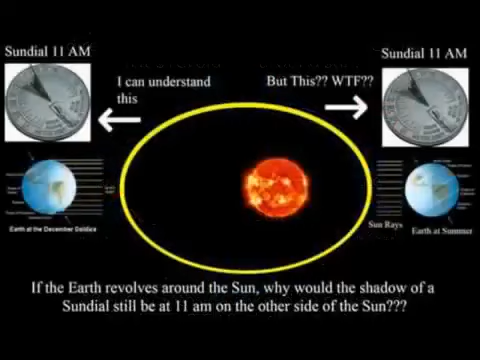 Sundial 11 AM
Sundial 11 AM
I can understand
this
But This?? WTF??
Earth at the December Solstice
Sun Rays
Earth at Summer
If the Earth revolves around the Sun, why would the shadow of a
Sundial still be at 11 am on the other side of the Sun???